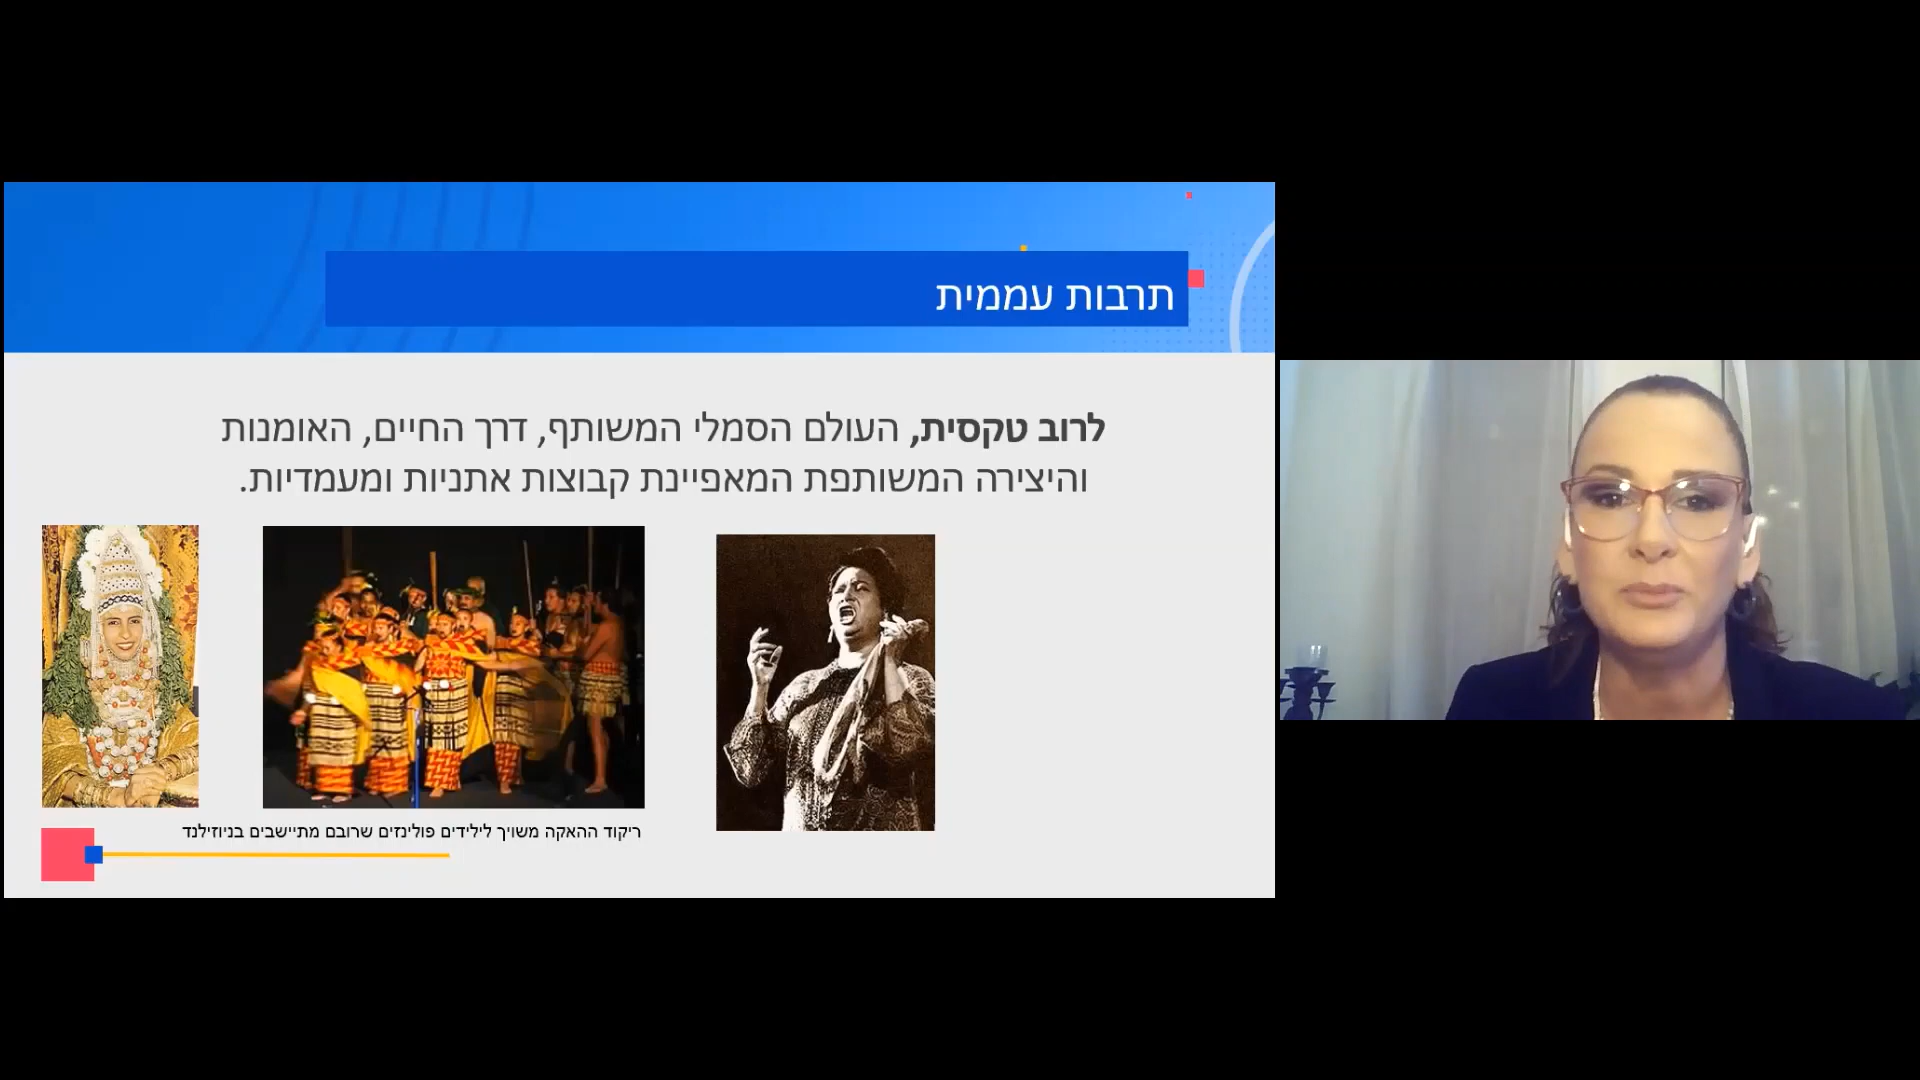 תרבות עממית
לרוב טקסית, העולם הסמלי המשותף, דרך החיים, האומנות
והיצירה המשותפת המאפיינת קבוצות אתניות ומעמדיות.
ריקוד ההאקה משויך לילידים פולינזים שרובם מתיישבים בניוזילנד